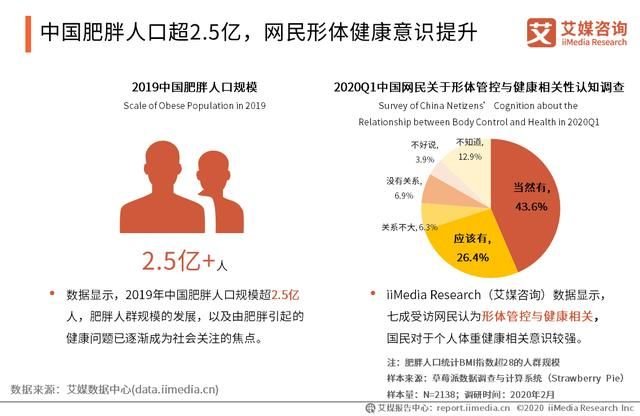 中国肥胖人口超2.5亿，网民形体健康意识提升
艾媒咨询
iiMedia Research
2019中国肥胖人口规模
Scale of Obese Population in 2019
2.5亿+人
数据显示，2019年中国肥胖人口规模超2.5亿
人，肥胖人群规模的发展，以及由肥胖引起的
健康问题已逐渐成为社会关注的焦点。
2020Q1中国网民关于形体管控与健康相关性认知调查
Survey of China Netizens’ Cognition about the
Relationship between Body Control and Health in 2020Q1
不知道,
12.9%
不好说,
3.9%
没有关系,
6.9%
关系不大, 6.3%
当然有,
43.6%
应该有,
26.4%
iiMedia Research（艾媒咨询）数据显示，
七成受访网民认为形体管控与健康相关，
国民对于个人体重健康相关意识较强。
注：肥胖人口统计BMI指数超28的人群规模
样本来源：草莓派数据调查与计算系统（Strawberry Pie）
样本量：N=2138；调研时间：2020年2月
数据来源：艾媒数据中心(data.iimedia.cn)
艾媒报告中心：report.iimedia.cn ©2020 iiMedia Research Inc